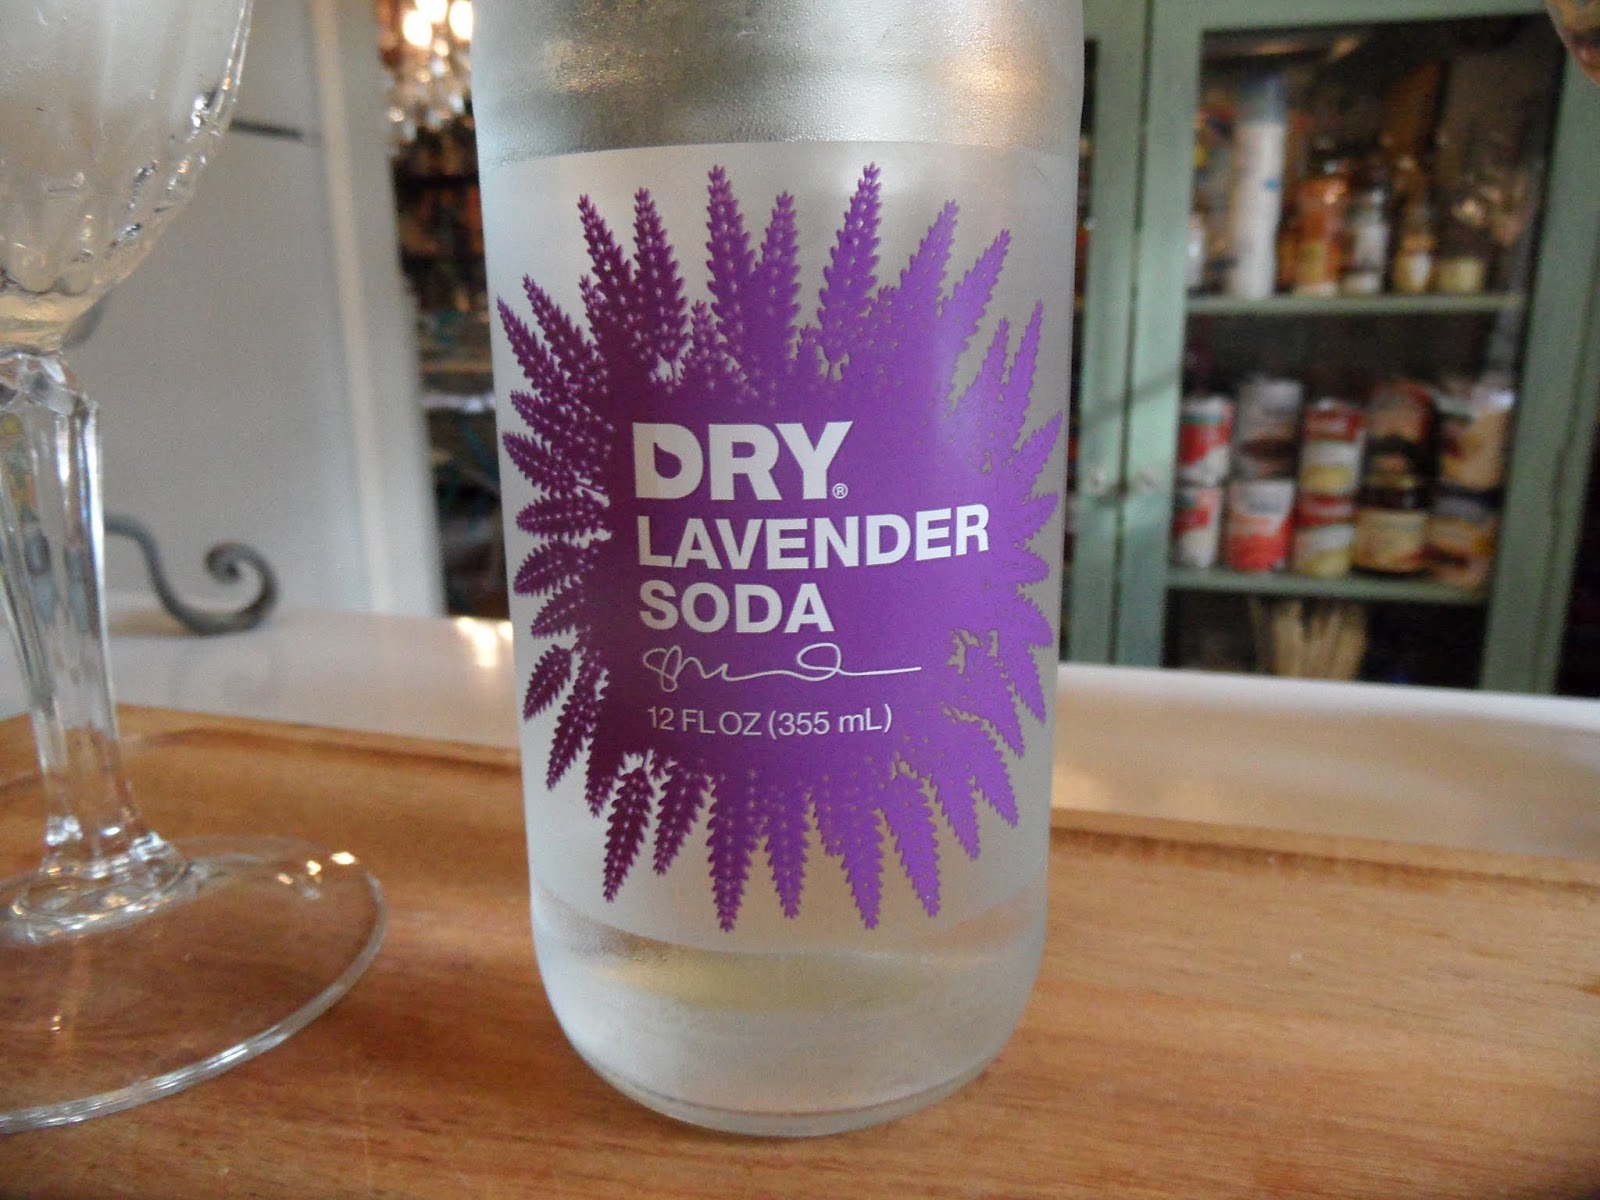 DRY®
LAVENDER
SODA
12 FL OZ (355 mL)